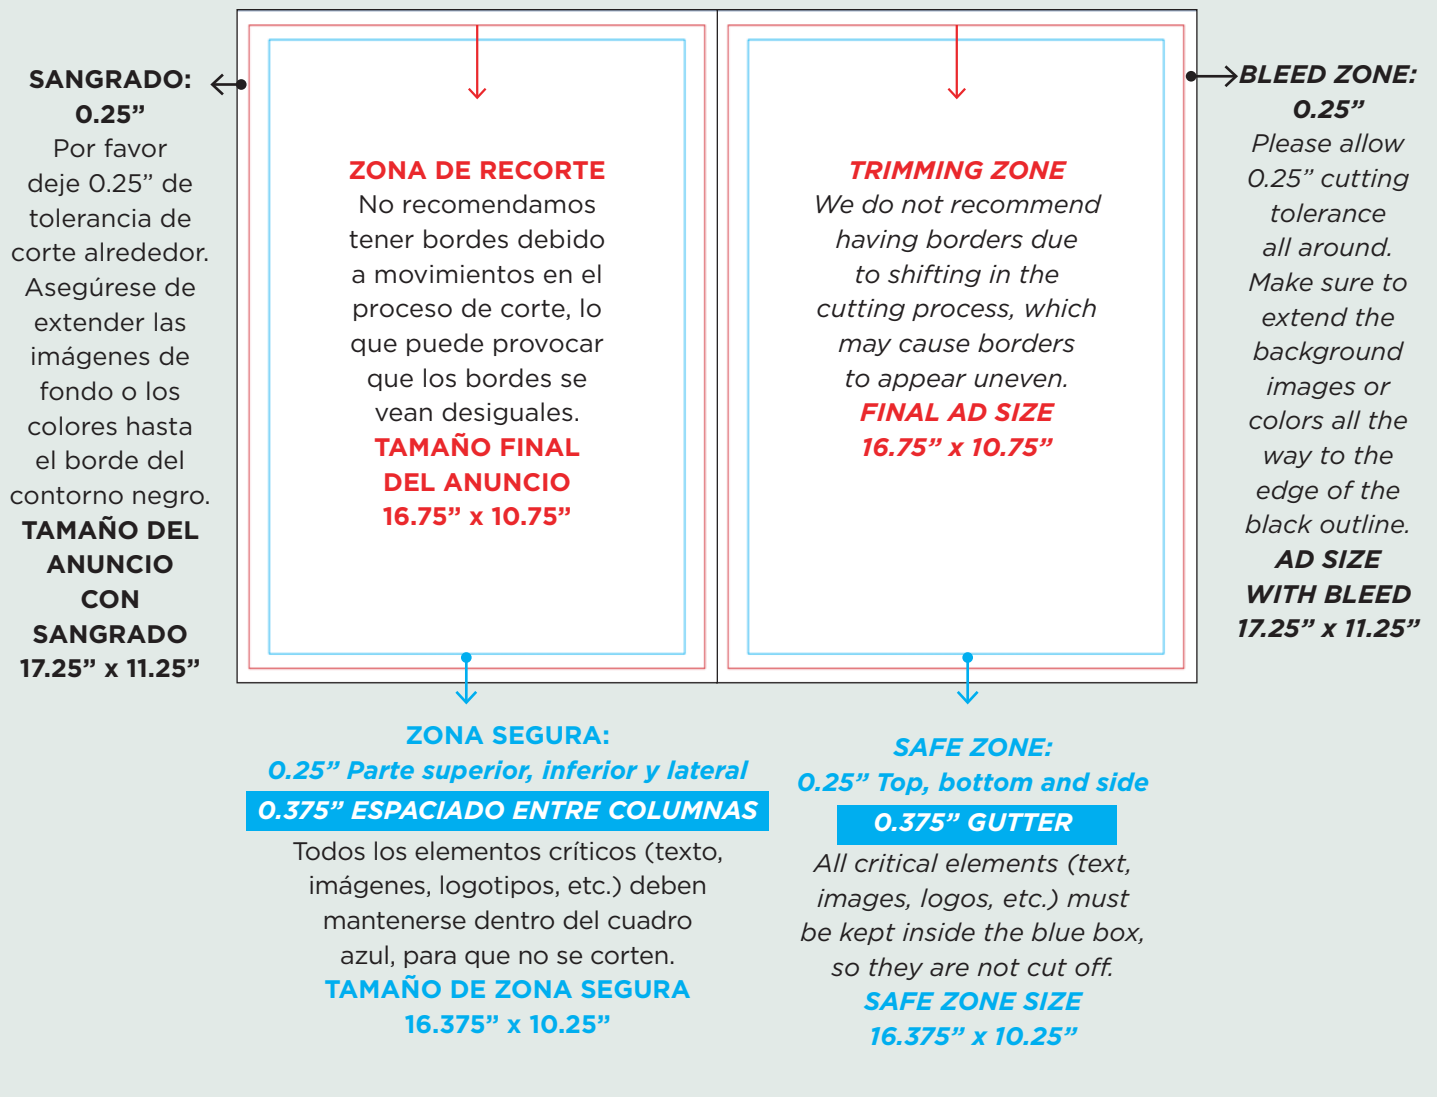 SANGRADO:
0.25”
Por favor
deje 0.25” de
tolerancia de
corte alrededor.
Asegúrese de
extender las
imágenes de
fondo o los
colores hasta
el borde del
contorno negro.
TAMAÑO DEL
ANUNCIO
CON
SANGRADO
17.25” x 11.25”
ZONA DE RECORTE
No recomendamos
tener bordes debido
a movimientos en el
proceso de corte, lo
que puede provocar
que los bordes se
vean desiguales.
TAMAÑO FINAL
DEL ANUNCIO
16.75” x 10.75”
TRIMMING ZONE
We do not recommend
having borders due
to shifting in the
cutting process, which
may cause borders
to appear uneven.
FINAL AD SIZE
16.75” x 10.75”
BLEED ZONE:
0.25”
Please allow
0.25” cutting
tolerance
all around.
Make sure to
extend the
background
images or
colors all the
way to the
edge of the
black outline.
AD SIZE
WITH BLEED
17.25” x 11.25”
ZONA SEGURA:
0.25” Parte superior, inferior y lateral
0.375” ESPACIADO ENTRE COLUMNAS
Todos los elementos críticos (texto,
imágenes, logotipos, etc.) deben
mantenerse dentro del cuadro
azul, para que no se corten.
TAMAÑO DE ZONA SEGURA
16.375” x 10.25”
SAFE ZONE:
0.25” Top, bottom and side
0.375” GUTTER
All critical elements (text,
images, logos, etc.) must
be kept inside the blue box,
so they are not cut off.
SAFE ZONE SIZE
16.375” x 10.25”